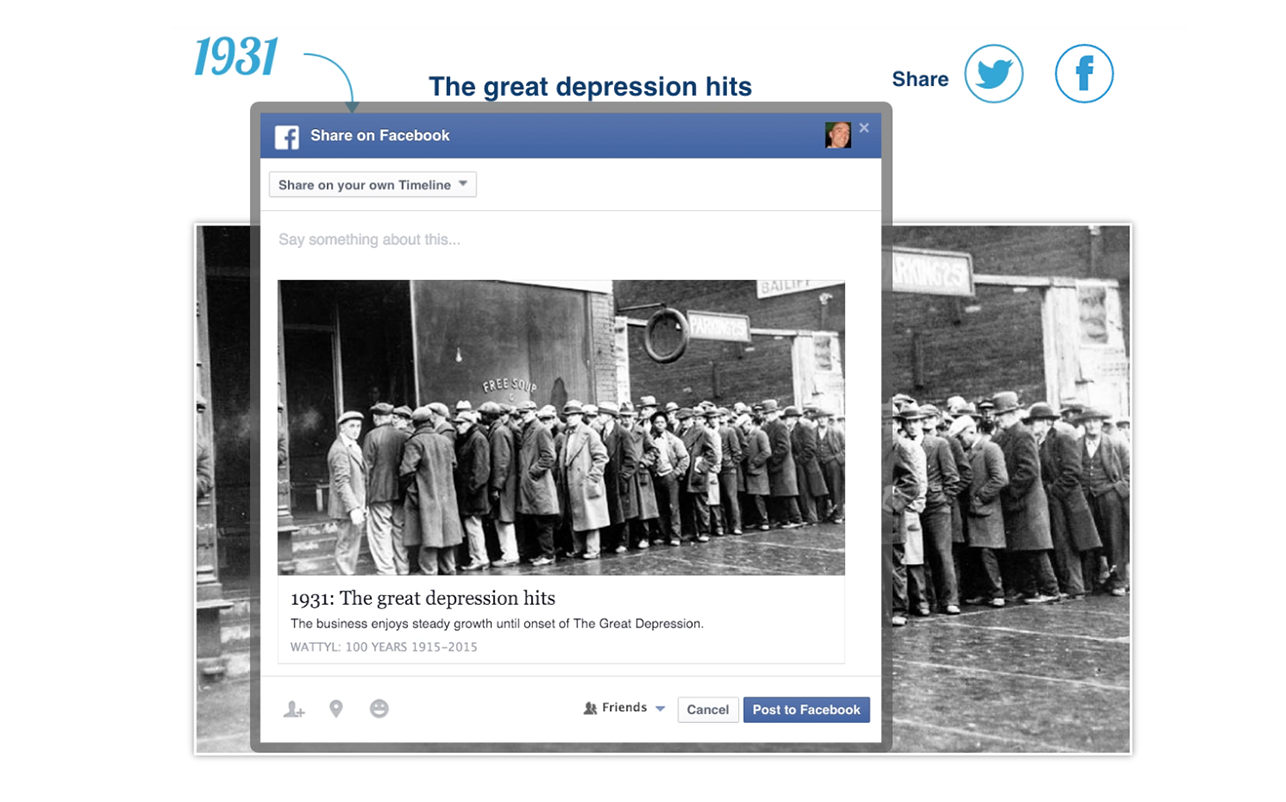 1931
The great depression hits
Share
Share on Facebook
Share on your own Timeline
Say something about this...
BAILIFF
PARKING 25¢
FREE SOUP
ARKING 25¢
1931: The great depression hits
The business enjoys steady growth until onset of The Great Depression.
WATTYL: 100 YEARS 1915–2015
Friends
Cancel
Post to Facebook